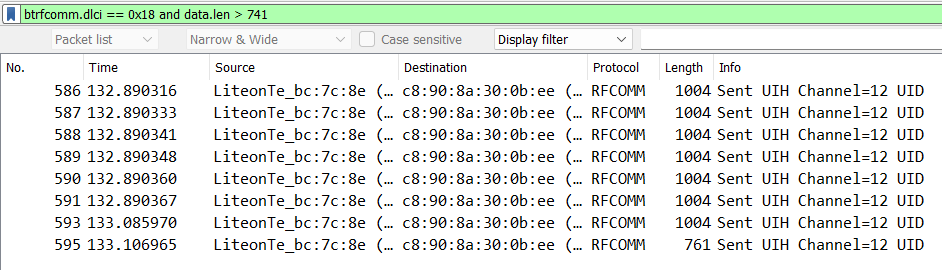 btrfcomm.dlci == 0x18 and data.len > 741
Packet list Narrow & Wide Case sensitive Display filter
No. Time Source Destination Protocol Length Info
586 132.890316 LiteonTe_bc:7c:8e (… c8:90:8a:30:0b:ee (… RFCOMM 1004 Sent UIH Channel=12 UID
587 132.890333 LiteonTe_bc:7c:8e (… c8:90:8a:30:0b:ee (… RFCOMM 1004 Sent UIH Channel=12 UID
588 132.890341 LiteonTe_bc:7c:8e (… c8:90:8a:30:0b:ee (… RFCOMM 1004 Sent UIH Channel=12 UID
589 132.890348 LiteonTe_bc:7c:8e (… c8:90:8a:30:0b:ee (… RFCOMM 1004 Sent UIH Channel=12 UID
590 132.890360 LiteonTe_bc:7c:8e (… c8:90:8a:30:0b:ee (… RFCOMM 1004 Sent UIH Channel=12 UID
591 132.890367 LiteonTe_bc:7c:8e (… c8:90:8a:30:0b:ee (… RFCOMM 1004 Sent UIH Channel=12 UID
593 133.085970 LiteonTe_bc:7c:8e (… c8:90:8a:30:0b:ee (… RFCOMM 1004 Sent UIH Channel=12 UID
595 133.106965 LiteonTe_bc:7c:8e (… c8:90:8a:30:0b:ee (… RFCOMM 761 Sent UIH Channel=12 UID